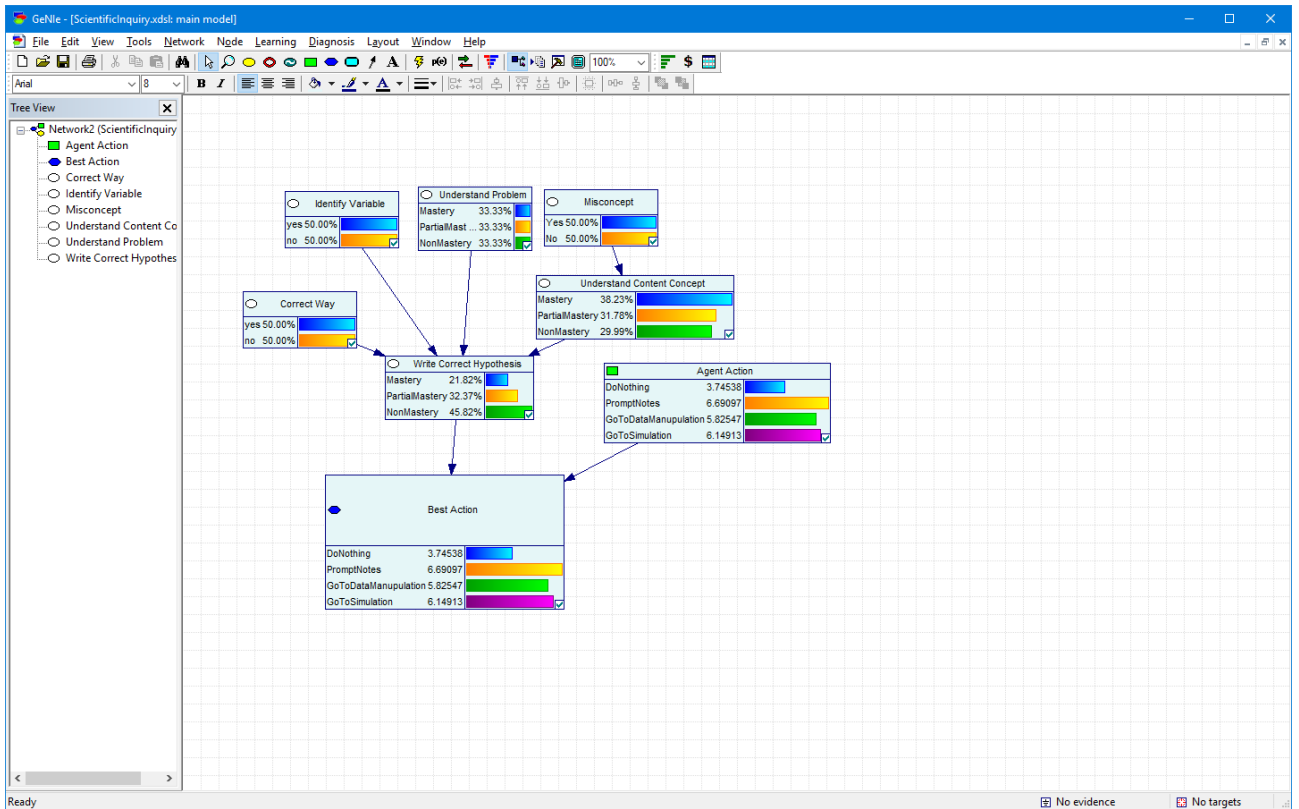 GeNIe - [ScientificInquiry.xdsl: main model]
File Edit View Tools Network Node Learning Diagnosis Layout Window Help
100%
Arial 8 B I A
Tree View
Network2 (ScientificInquiry
Agent Action
Best Action
Correct Way
Identify Variable
Misconcept
Understand Content Co
Understand Problem
Write Correct Hypothes
Identify Variable
yes 50.00%
no 50.00%
Understand Problem
Mastery 33.33%
PartialMast ... 33.33%
NonMastery 33.33%
Misconcept
Yes 50.00%
No 50.00%
Understand Content Concept
Mastery 38.23%
PartialMastery 31.78%
NonMastery 29.99%
Correct Way
yes 50.00%
no 50.00%
Write Correct Hypothesis
Mastery 21.82%
PartialMastery 32.37%
NonMastery 45.82%
Agent Action
DoNothing 3.74538
PromptNotes 6.69097
GoToDataManupulation 5.82547
GoToSimulation 6.14913
Best Action
DoNothing 3.74538
PromptNotes 6.69097
GoToDataManupulation 5.82547
GoToSimulation 6.14913
Ready No evidence No targets